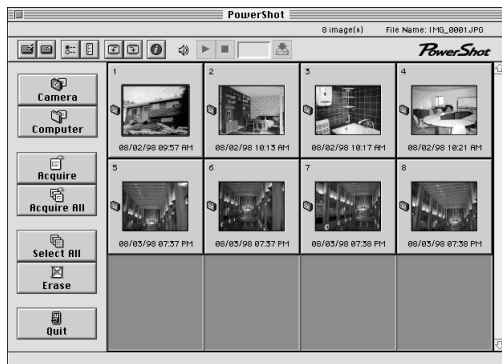 PowerShot
8 image(s) File Name: IMG_0001.JPG
PowerShot
Camera
Computer
Acquire
Acquire All
Select All
Erase
Quit
1
2
3
4
08/02/98 09:57 AM
08/02/98 10:13 AM
08/02/98 10:17 AM
08/02/98 10:21 AM
5
6
7
8
08/03/98 07:37 PM
08/03/98 07:37 PM
08/03/98 07:38 PM
08/03/98 07:38 PM